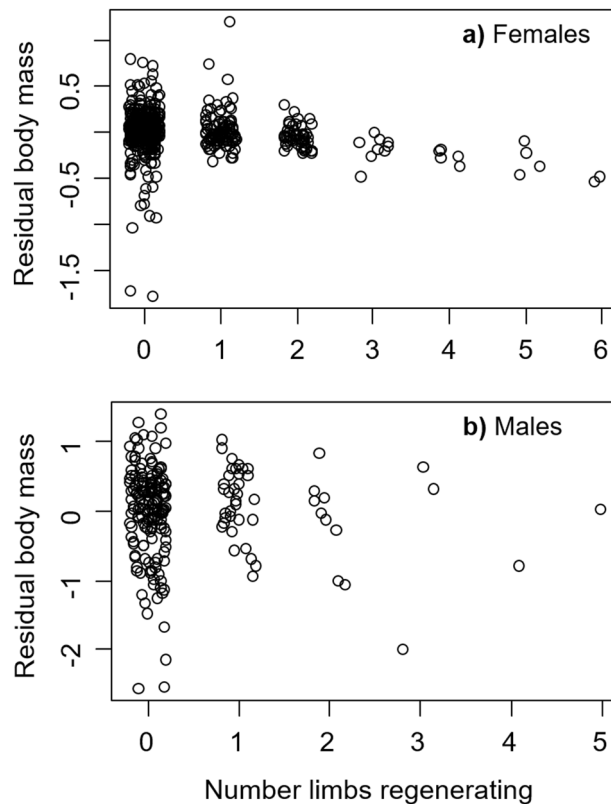 a) Females
Residual body mass
0.5
-0.5
-1.5
0 1 2 3 4 5 6
b) Males
Residual body mass
1
0
-1
-2
0 1 2 3 4 5
Number limbs regenerating